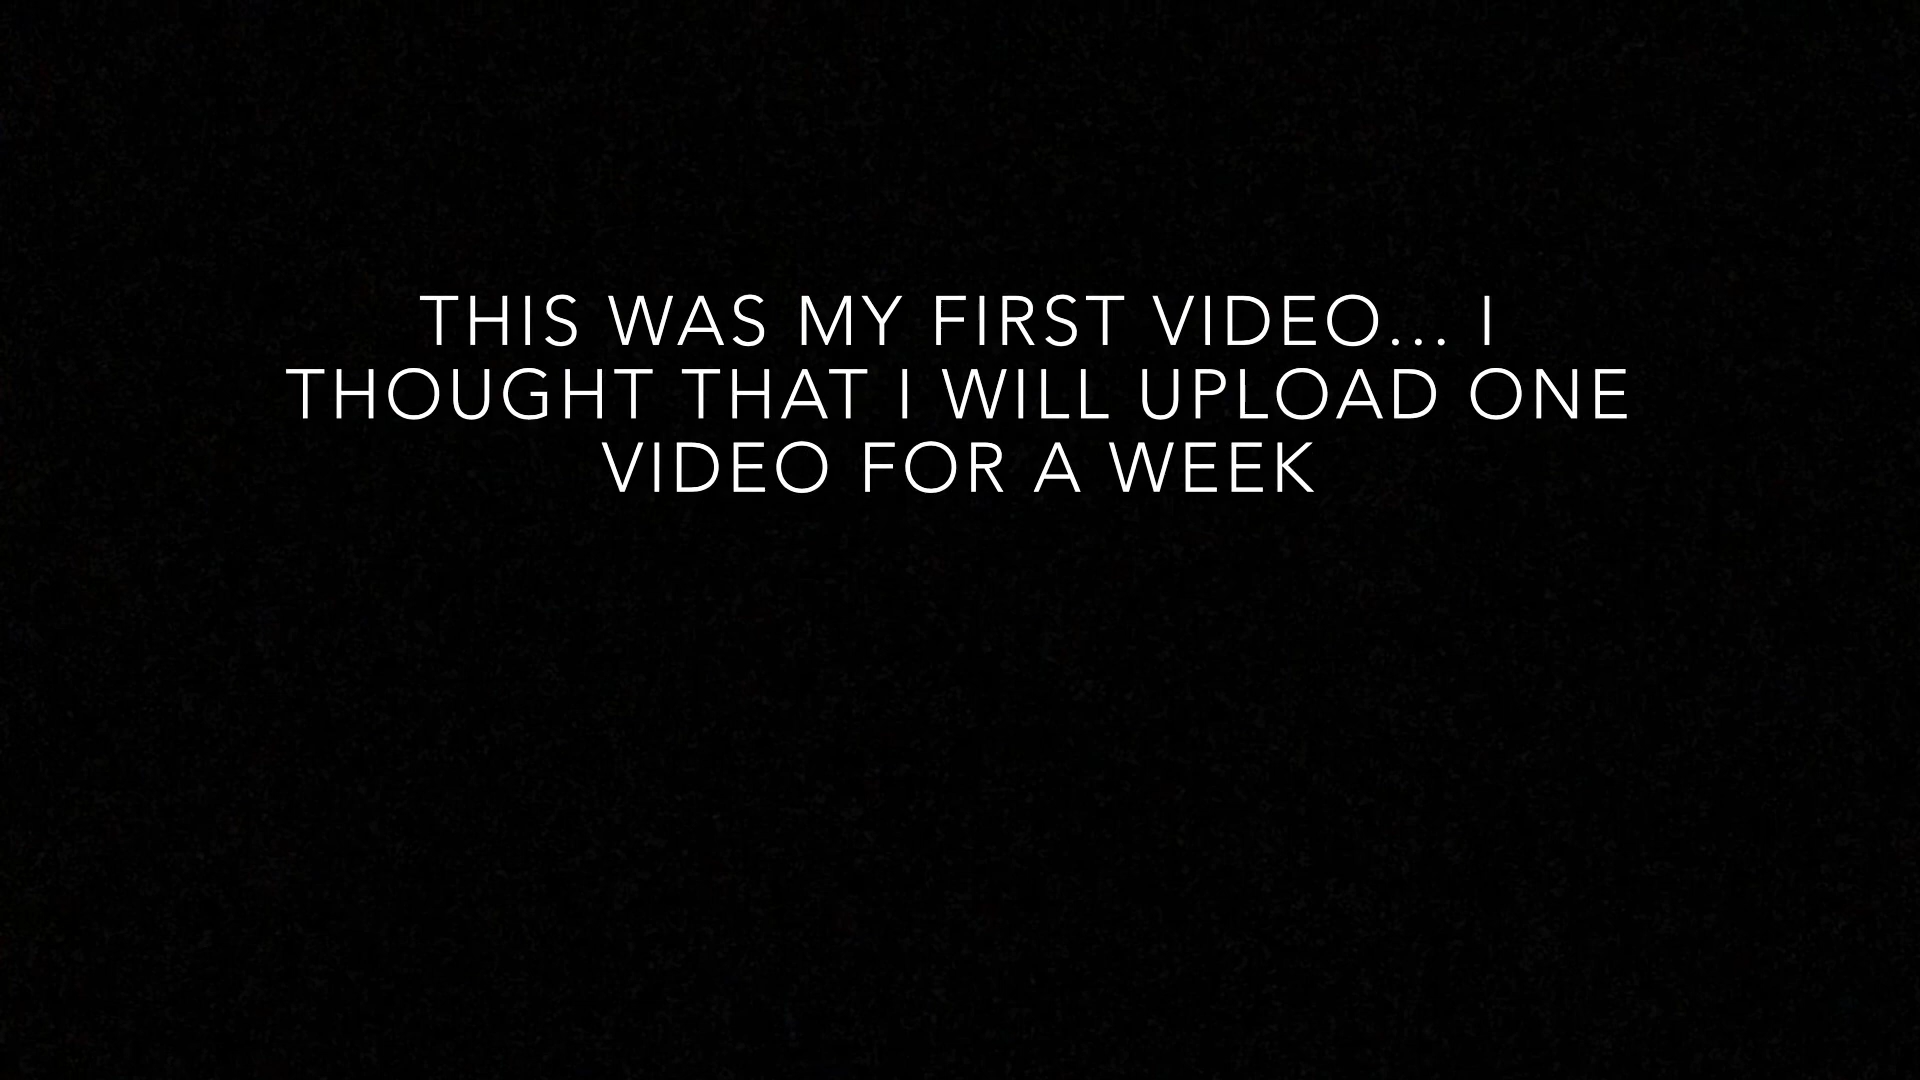 THIS WAS MY FIRST VIDEO... I
THOUGHT THAT I WILL UPLOAD ONE
VIDEO FOR A WEEK